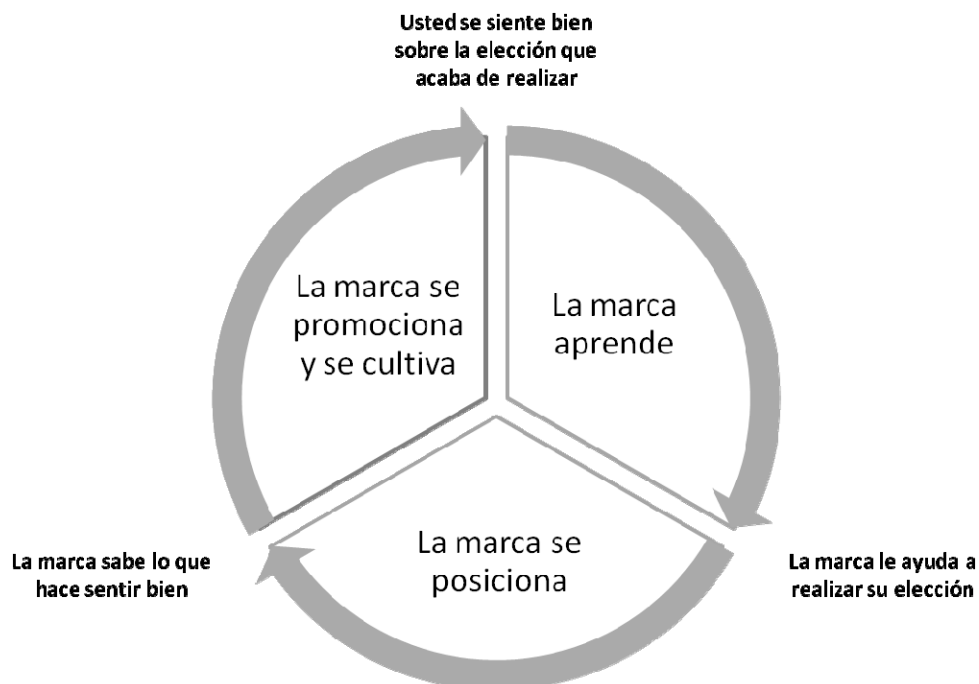 Usted se siente bien
sobre la elección que
acaba de realizar
La marca se
promociona
y se cultiva
La marca
aprende
La marca se
posiciona
La marca sabe lo que
hace sentir bien
La marca le ayuda a
realizar su elección